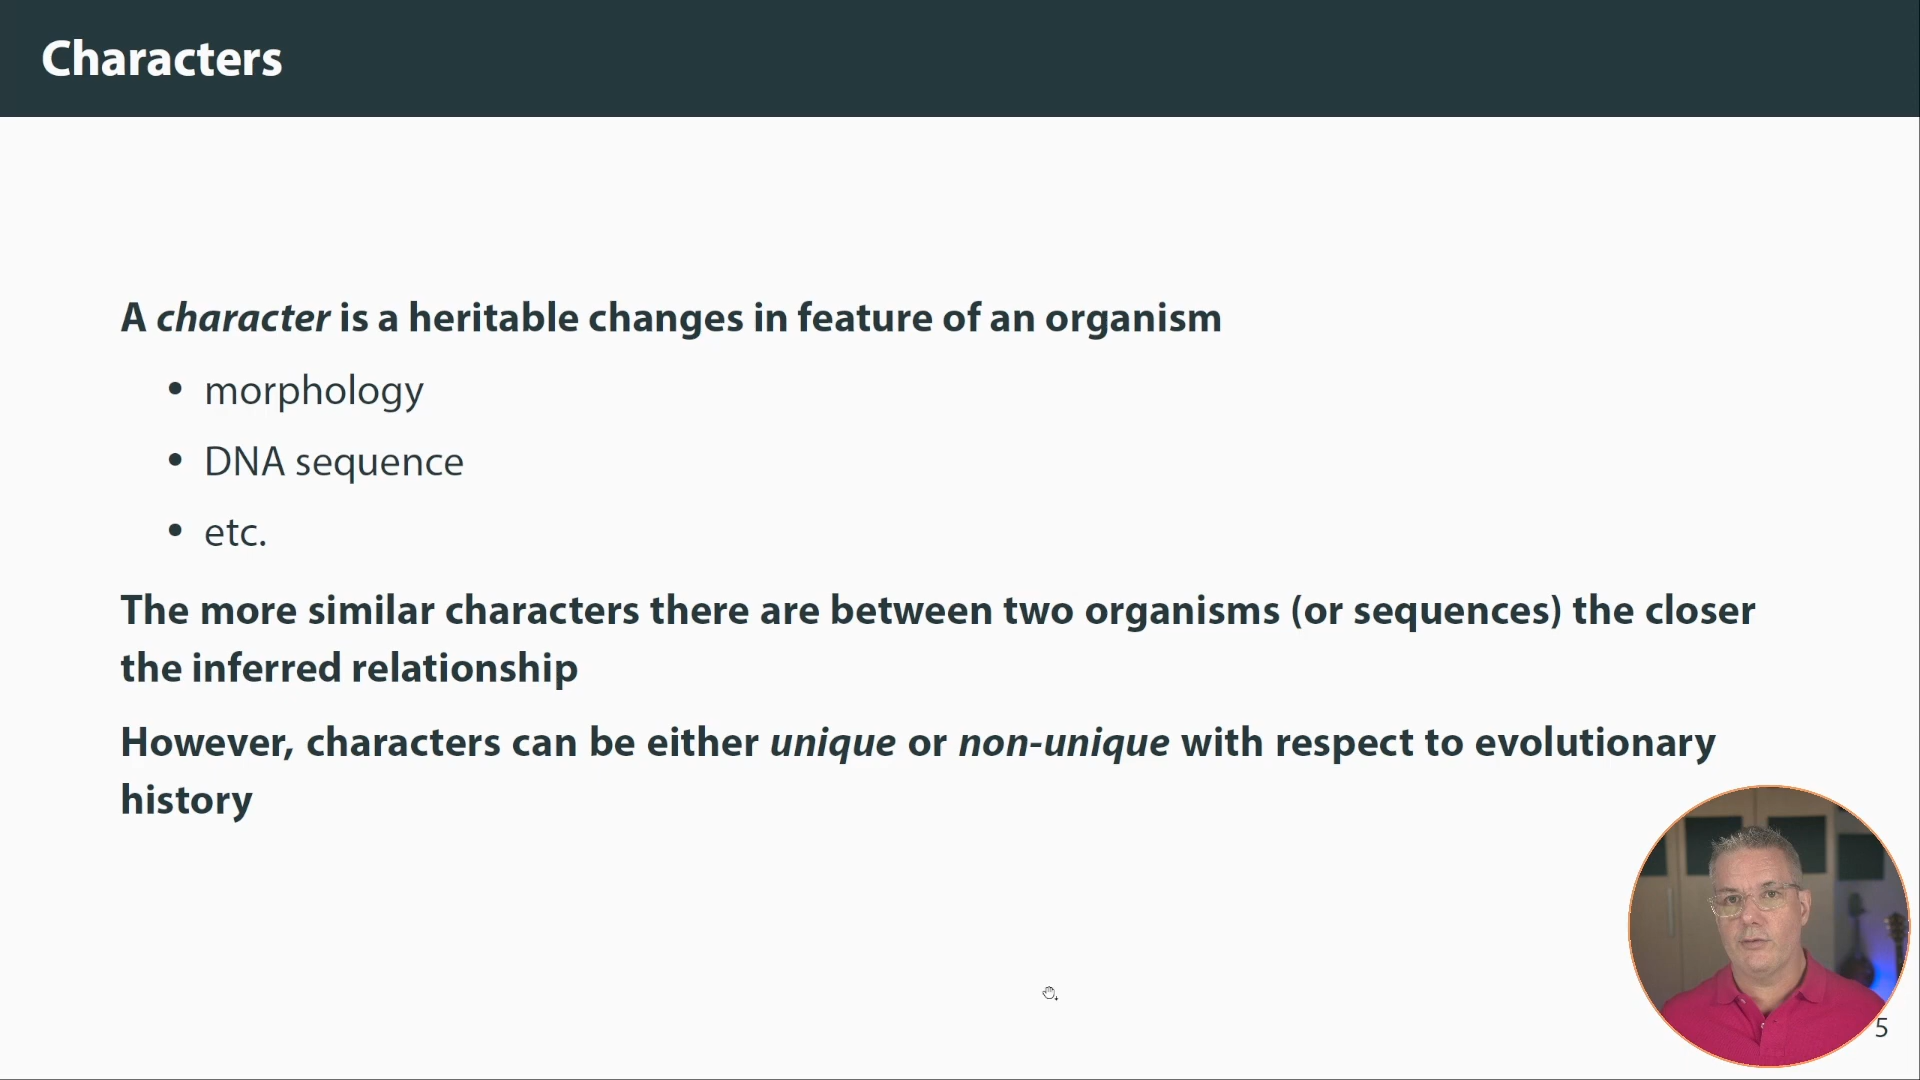 Characters
A character is a heritable changes in feature of an organism
• morphology
• DNA sequence
• etc.
The more similar characters there are between two organisms (or sequences) the closer
the inferred relationship
However, characters can be either unique or non-unique with respect to evolutionary
history
5